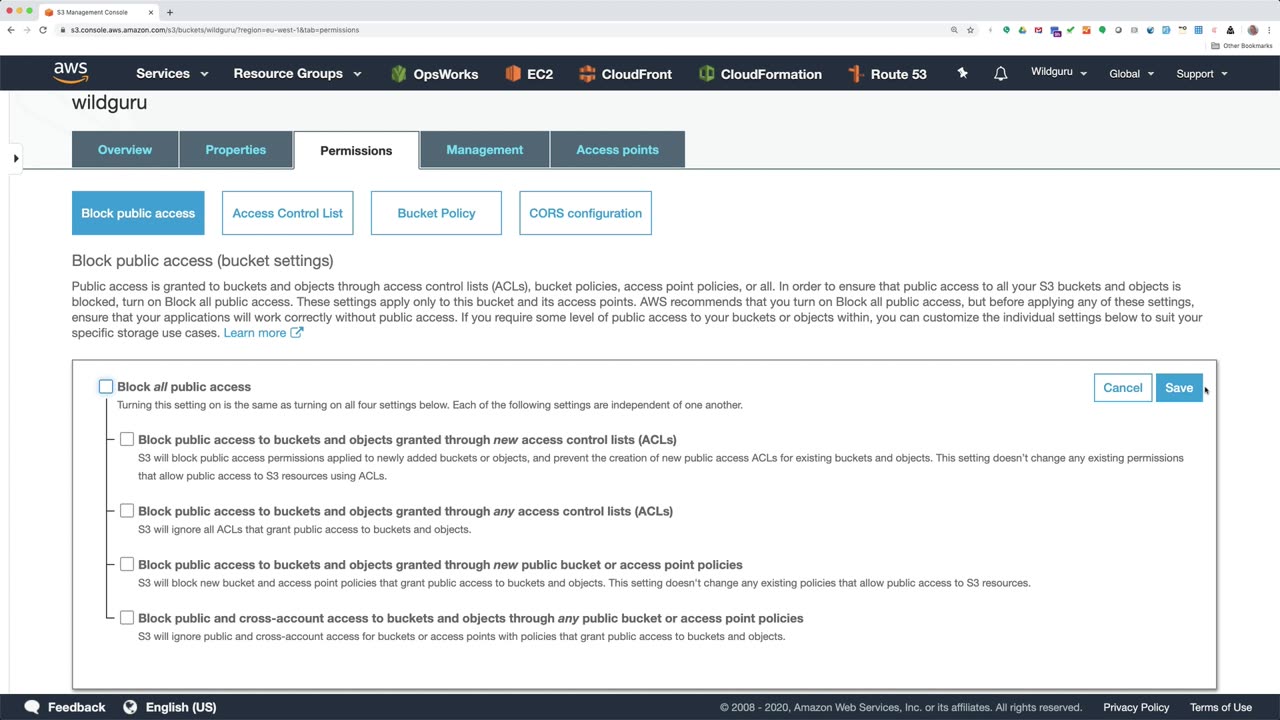 S3 Management Console
s3.console.aws.amazon.com/s3/buckets/wildguru/?region=eu-west-1&tab=permissions
Other Bookmarks
aws Services Resource Groups OpsWorks EC2 CloudFront CloudFormation Route 53 Wildguru Global Support
wildguru
Overview Properties Permissions Management Access points
Block public access Access Control List Bucket Policy CORS configuration
Block public access (bucket settings)
Public access is granted to buckets and objects through access control lists (ACLs), bucket policies, access point policies, or all. In order to ensure that public access to all your S3 buckets and objects is
blocked, turn on Block all public access. These settings apply only to this bucket and its access points. AWS recommends that you turn on Block all public access, but before applying any of these settings,
ensure that your applications will work correctly without public access. If you require some level of public access to your buckets or objects within, you can customize the individual settings below to suit your
specific storage use cases. Learn more
Block all public access
Cancel Save
Turning this setting on is the same as turning on all four settings below. Each of the following settings are independent of one another.
Block public access to buckets and objects granted through new access control lists (ACLs)
S3 will block public access permissions applied to newly added buckets or objects, and prevent the creation of new public access ACLs for existing buckets and objects. This setting doesn't change any existing permissions
that allow public access to S3 resources using ACLs.
Block public access to buckets and objects granted through any access control lists (ACLs)
S3 will ignore all ACLs that grant public access to buckets and objects.
Block public access to buckets and objects granted through new public bucket or access point policies
S3 will block new bucket and access point policies that grant public access to buckets and objects. This setting doesn't change any existing policies that allow public access to S3 resources.
Block public and cross-account access to buckets and objects through any public bucket or access point policies
S3 will ignore public and cross-account access for buckets or access points with policies that grant public access to buckets and objects.
Feedback English (US) © 2008 - 2020, Amazon Web Services, Inc. or its affiliates. All rights reserved. Privacy Policy Terms of Use